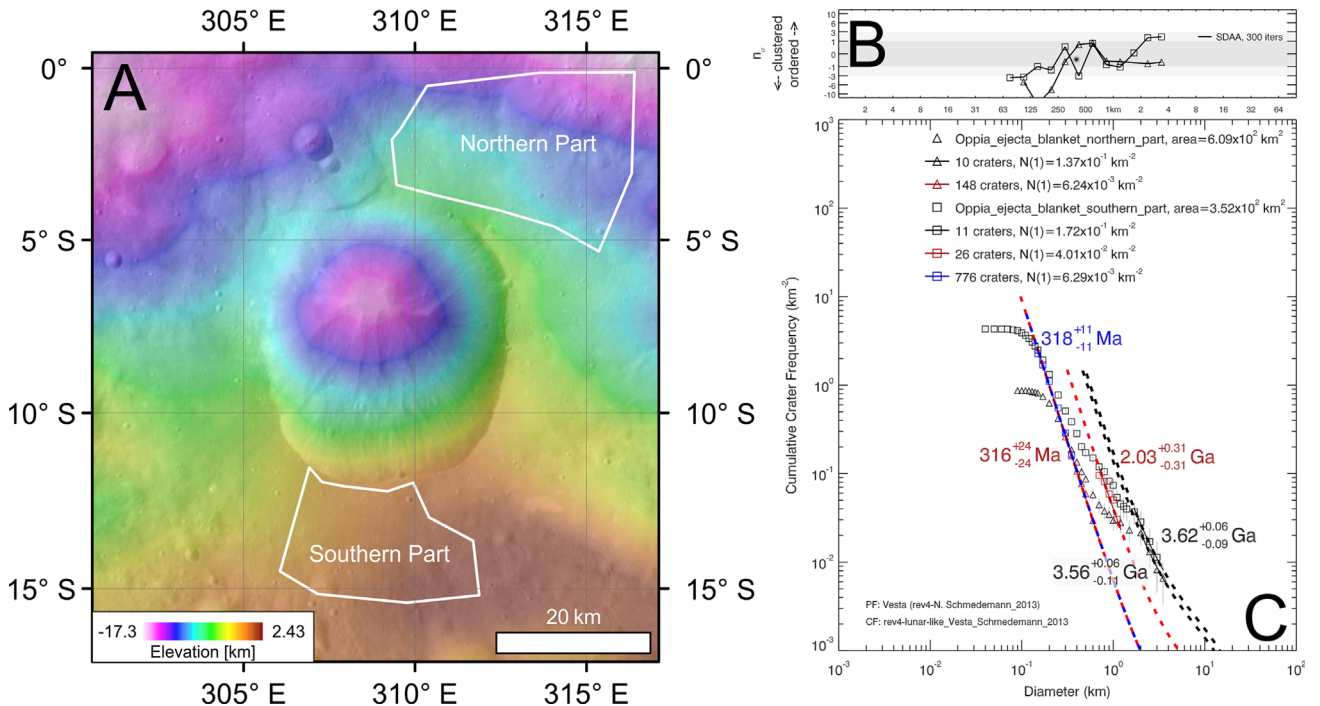 305° E 310° E 315° E
A
0° 0°
Northern Part
5° S 5° S
10° S 10° S
Southern Part
15° S 15° S
20 km
-17.3 2.43
Elevation [km]
305° E 310° E 315° E
B
10
6
3
1
0
-1
-3
-6
-10
nσ
<- clustered
ordered ->
SDAA, 300 iters
2 4 8 16 31 63 125 250 500 1km 2 4 8 16 32 64
C
Cumulative Crater Frequency (km⁻²)
10³
10²
10¹
10⁰
10⁻¹
10⁻²
10⁻³
Oppia_ejecta_blanket_northern_part, area=6.09x10² km²
10 craters, N(1)=1.37x10⁻¹ km⁻²
148 craters, N(1)=6.24x10⁻³ km⁻²
Oppia_ejecta_blanket_southern_part, area=3.52x10² km²
11 craters, N(1)=1.72x10⁻¹ km⁻²
26 craters, N(1)=4.01x10⁻² km⁻²
776 craters, N(1)=6.29x10⁻³ km⁻²
318 +11 -11 Ma
316 +24 -24 Ma
2.03 +0.31 -0.31 Ga
3.62 +0.06 -0.09 Ga
3.56 +0.06 -0.11 Ga
PF: Vesta (rev4-N. Schmedemann_2013)
CF: rev4-lunar-like_Vesta_Schmedemann_2013
10⁻³ 10⁻² 10⁻¹ 10⁰ 10¹ 10²
Diameter (km)